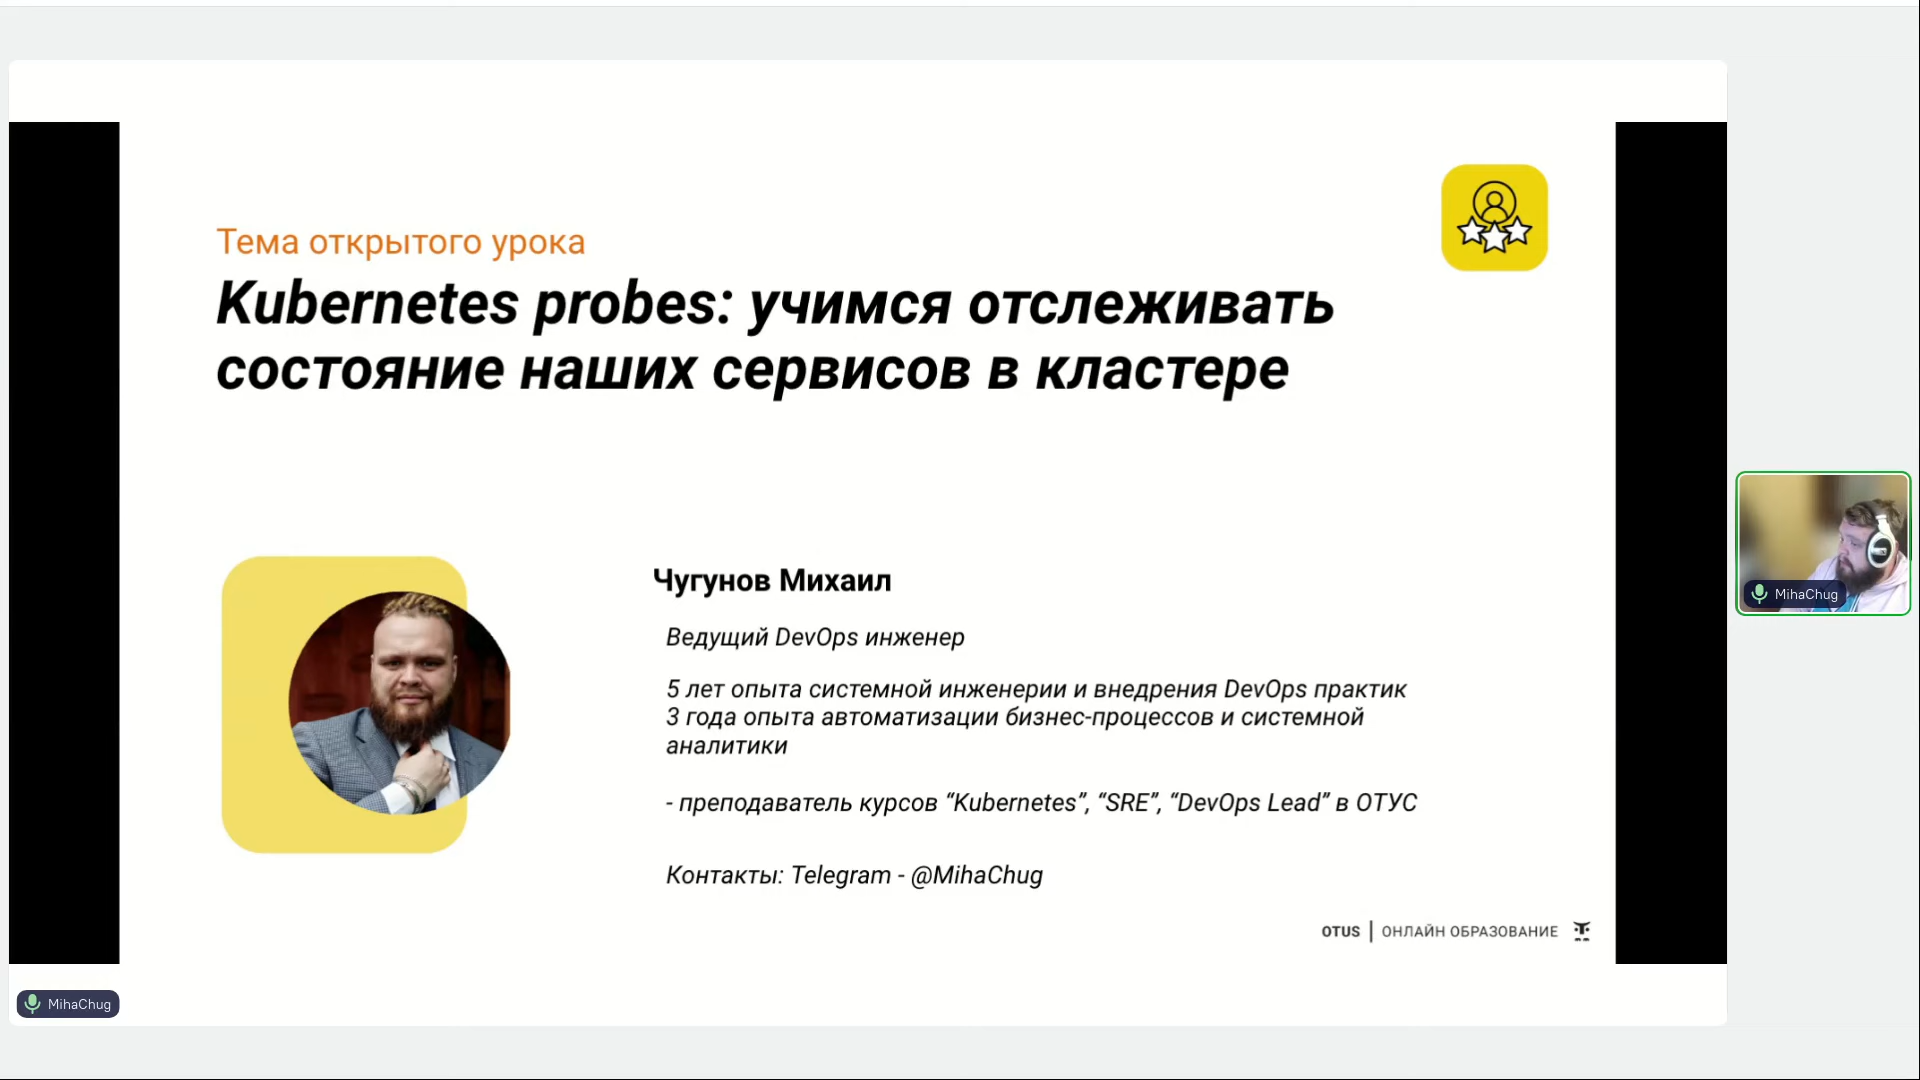 Тема открытого урока
Kubernetes probes: учимся отслеживать
состояние наших сервисов в кластере
Чугунов Михаил
Ведущий DevOps инженер
5 лет опыта системной инженерии и внедрения DevOps практик
3 года опыта автоматизации бизнес-процессов и системной
аналитики
- преподаватель курсов “Kubernetes”, “SRE”, “DevOps Lead” в ОТУС
Контакты: Telegram - @MihaChug
OTUS | ОНЛАЙН ОБРАЗОВАНИЕ
MihaChug
MihaChug